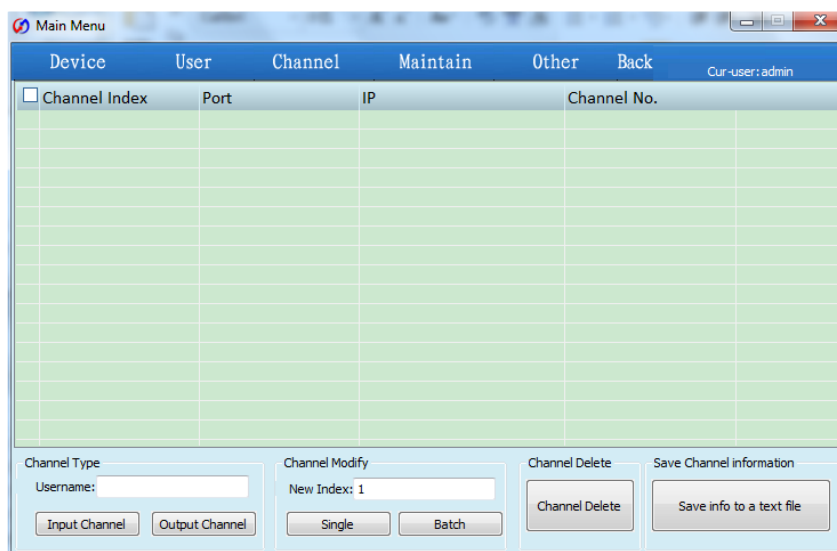 Main Menu
Device User Channel Maintain Other Back Cur-user:admin
Channel Index Port IP Channel No.
Channel Type Channel Modify Channel Delete Save Channel information
Username: New Index: 1
Channel Delete Save info to a text file
Input Channel Output Channel Single Batch